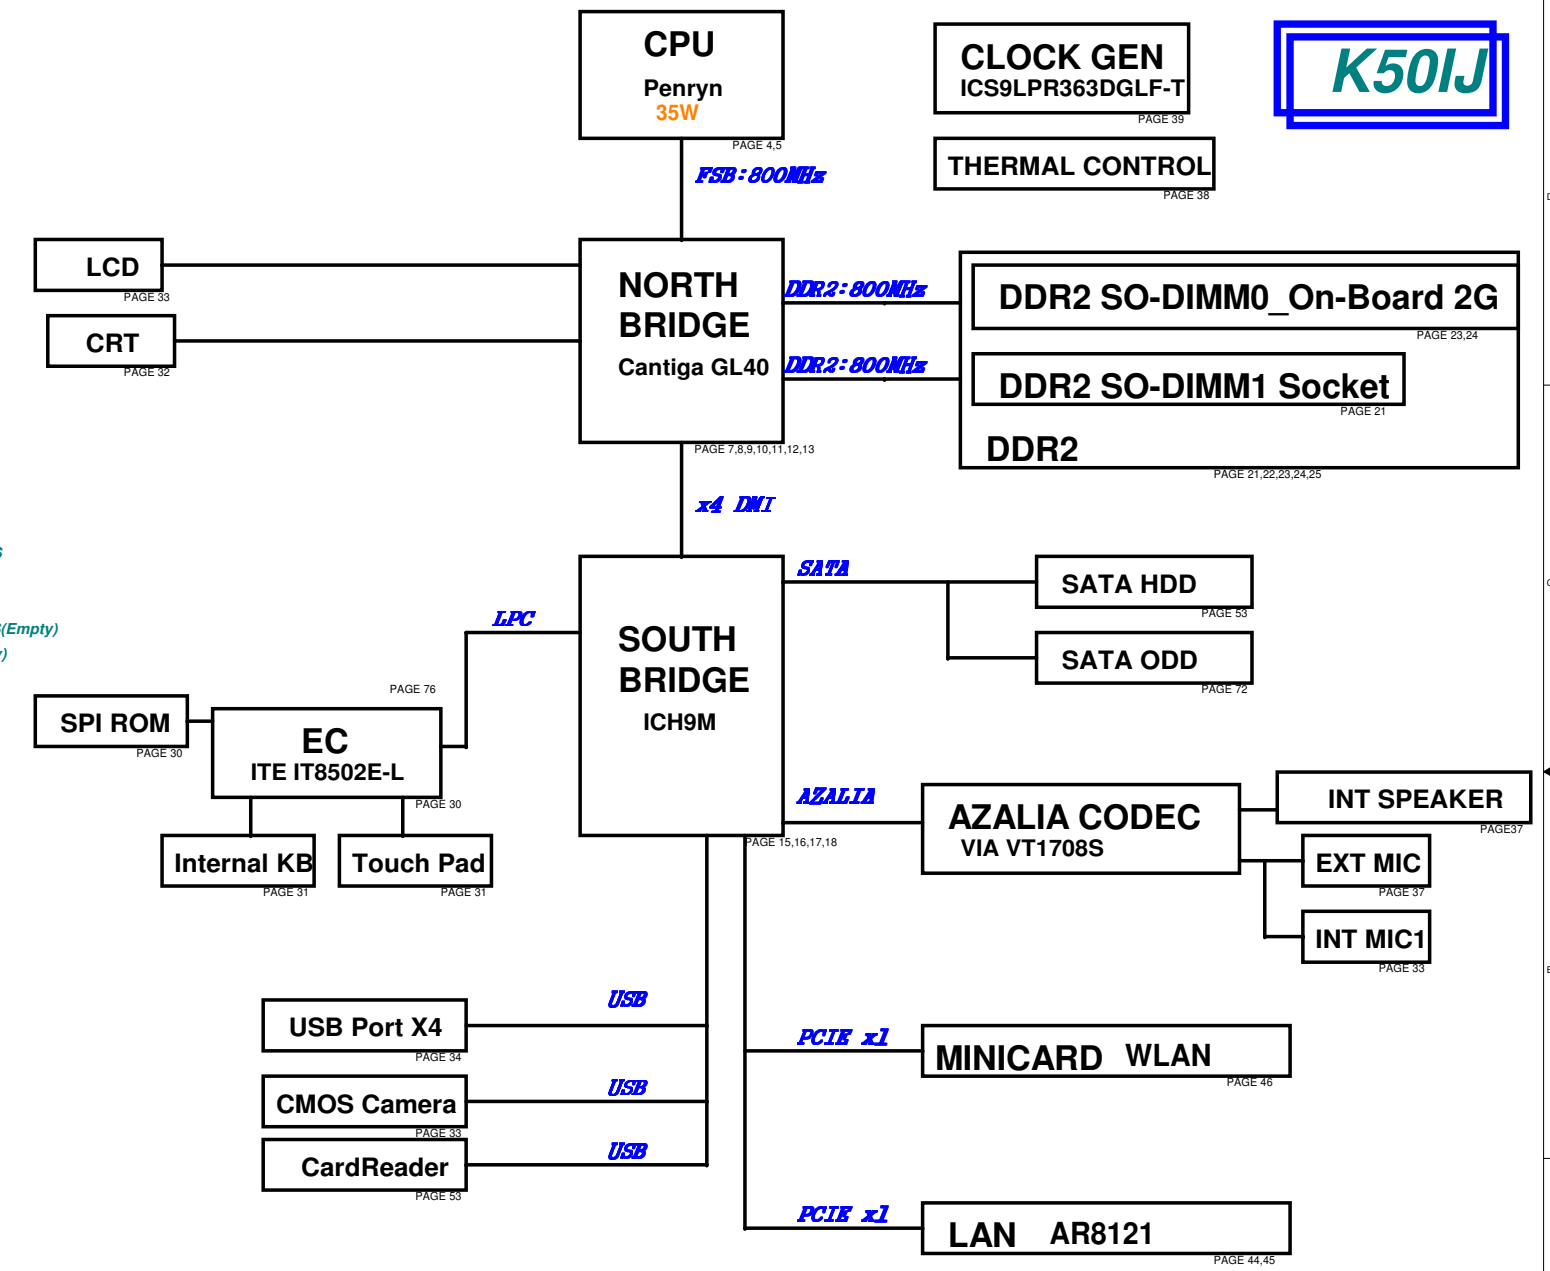 CPU
Penryn
35W
PAGE 4,5
CLOCK GEN
ICS9LPR363DGLF-T
PAGE 39
K50IJ
THERMAL CONTROL
PAGE 38
FSB:800MHz
D
LCD
PAGE 33
CRT
PAGE 32
NORTH
BRIDGE
Cantiga GL40
PAGE 7,8,9,10,11,12,13
DDR2:800MHz
DDR2 SO-DIMM0_On-Board 2G
PAGE 23,24
DDR2:800MHz
DDR2 SO-DIMM1 Socket
PAGE 21
DDR2
PAGE 21,22,23,24,25
x4 DMI
SATA
SATA HDD
PAGE 53
SATA ODD
PAGE 72
C
(Empty)
LPC
SOUTH
BRIDGE
ICH9M
PAGE 15,16,17,18
PAGE 76
SPI ROM
PAGE 30
EC
ITE IT8502E-L
PAGE 30
Internal KB
PAGE 31
Touch Pad
PAGE 31
AZALIA
AZALIA CODEC
VIA VT1708S
INT SPEAKER
PAGE37
EXT MIC
PAGE 37
INT MIC1
PAGE 33
USB
USB Port X4
PAGE 34
USB
CMOS Camera
PAGE 33
USB
CardReader
PAGE 53
PCIE x1
MINICARD WLAN
PAGE 46
PCIE x1
LAN AR8121
PAGE 44,45